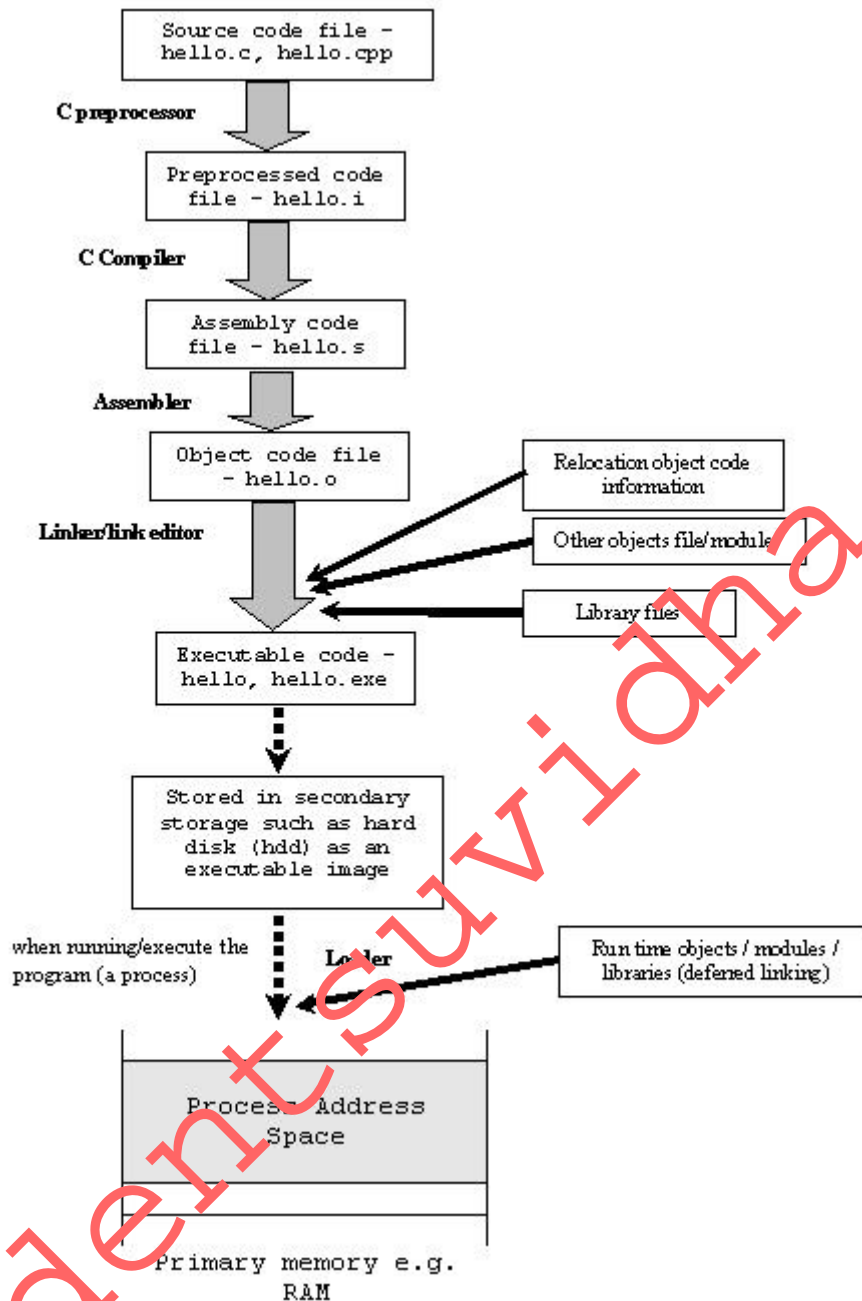 Source code file -
hello.c, hello.cpp
C preprocessor
Preprocessed code
file - hello.i
C Compiler
Assembly code
file - hello.s
Assembler
Object code file
- hello.o
Relocation object code
information
Linker/link editor
Other objects file/module
Library files
Executable code -
hello, hello.exe
Stored in secondary
storage such as hard
disk (hdd) as an
executable image
when running/execute the
program (a process)
Loader
Run time objects / modules /
libraries (deferred linking)
Process Address
Space
Primary memory e.g.
RAM
dentsuvidha